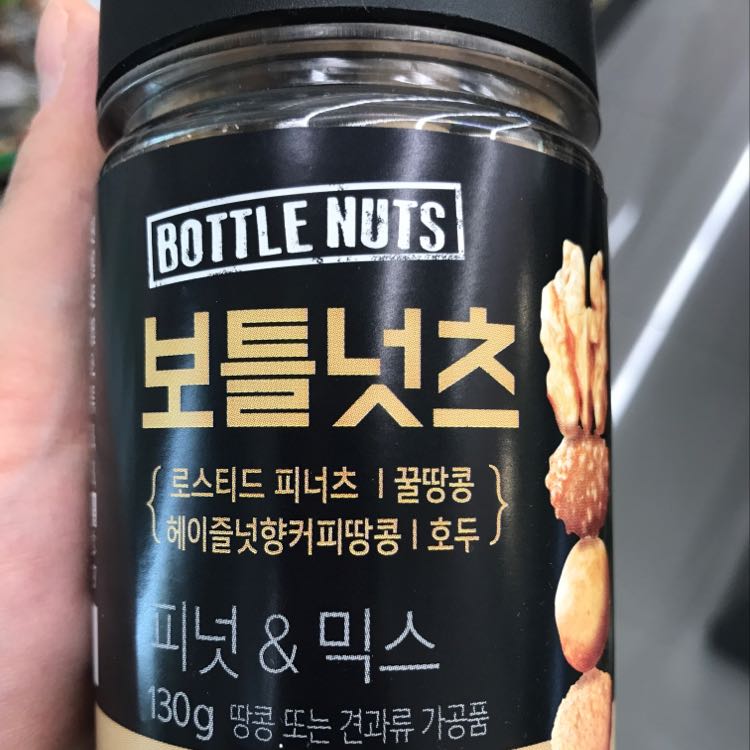 BOTTLE NUTS
보틀넛츠
로스티드 피너츠 | 꿀땅콩
헤이즐넛향커피땅콩 | 호두
피넛 & 믹스
130g 땅콩 또는 견과류 가공품